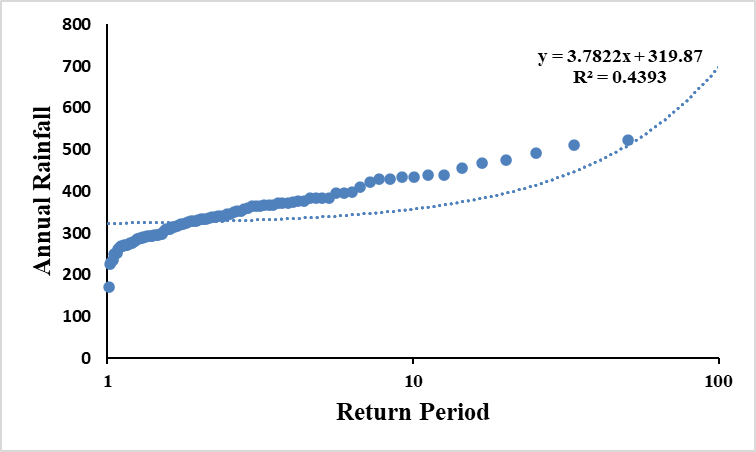 y = 3.7822x + 319.87
R² = 0.4393
800
700
600
500
400
300
200
100
0
Annual Rainfall
1 10 100
Return Period